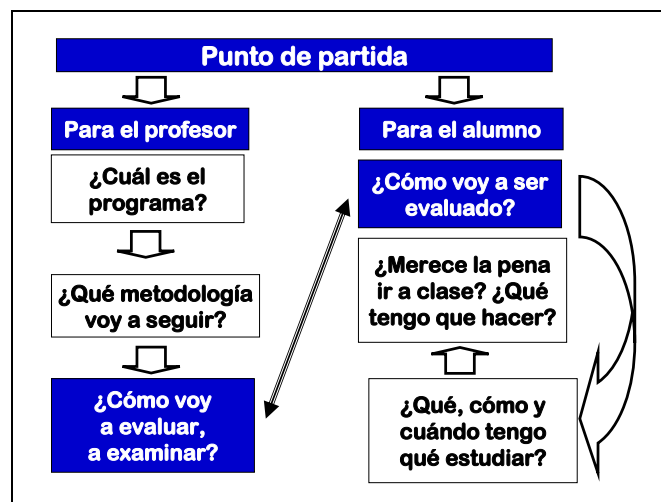 Punto de partida
Para el profesor
¿Cuál es el
programa?
¿Qué metodología
voy a seguir?
¿Cómo voy
a evaluar,
a examinar?
Para el alumno
¿Cómo voy a ser
evaluado?
¿Merece la pena
ir a clase? ¿Qué
tengo que hacer?
¿Qué, cómo y
cuándo tengo
qué estudiar?